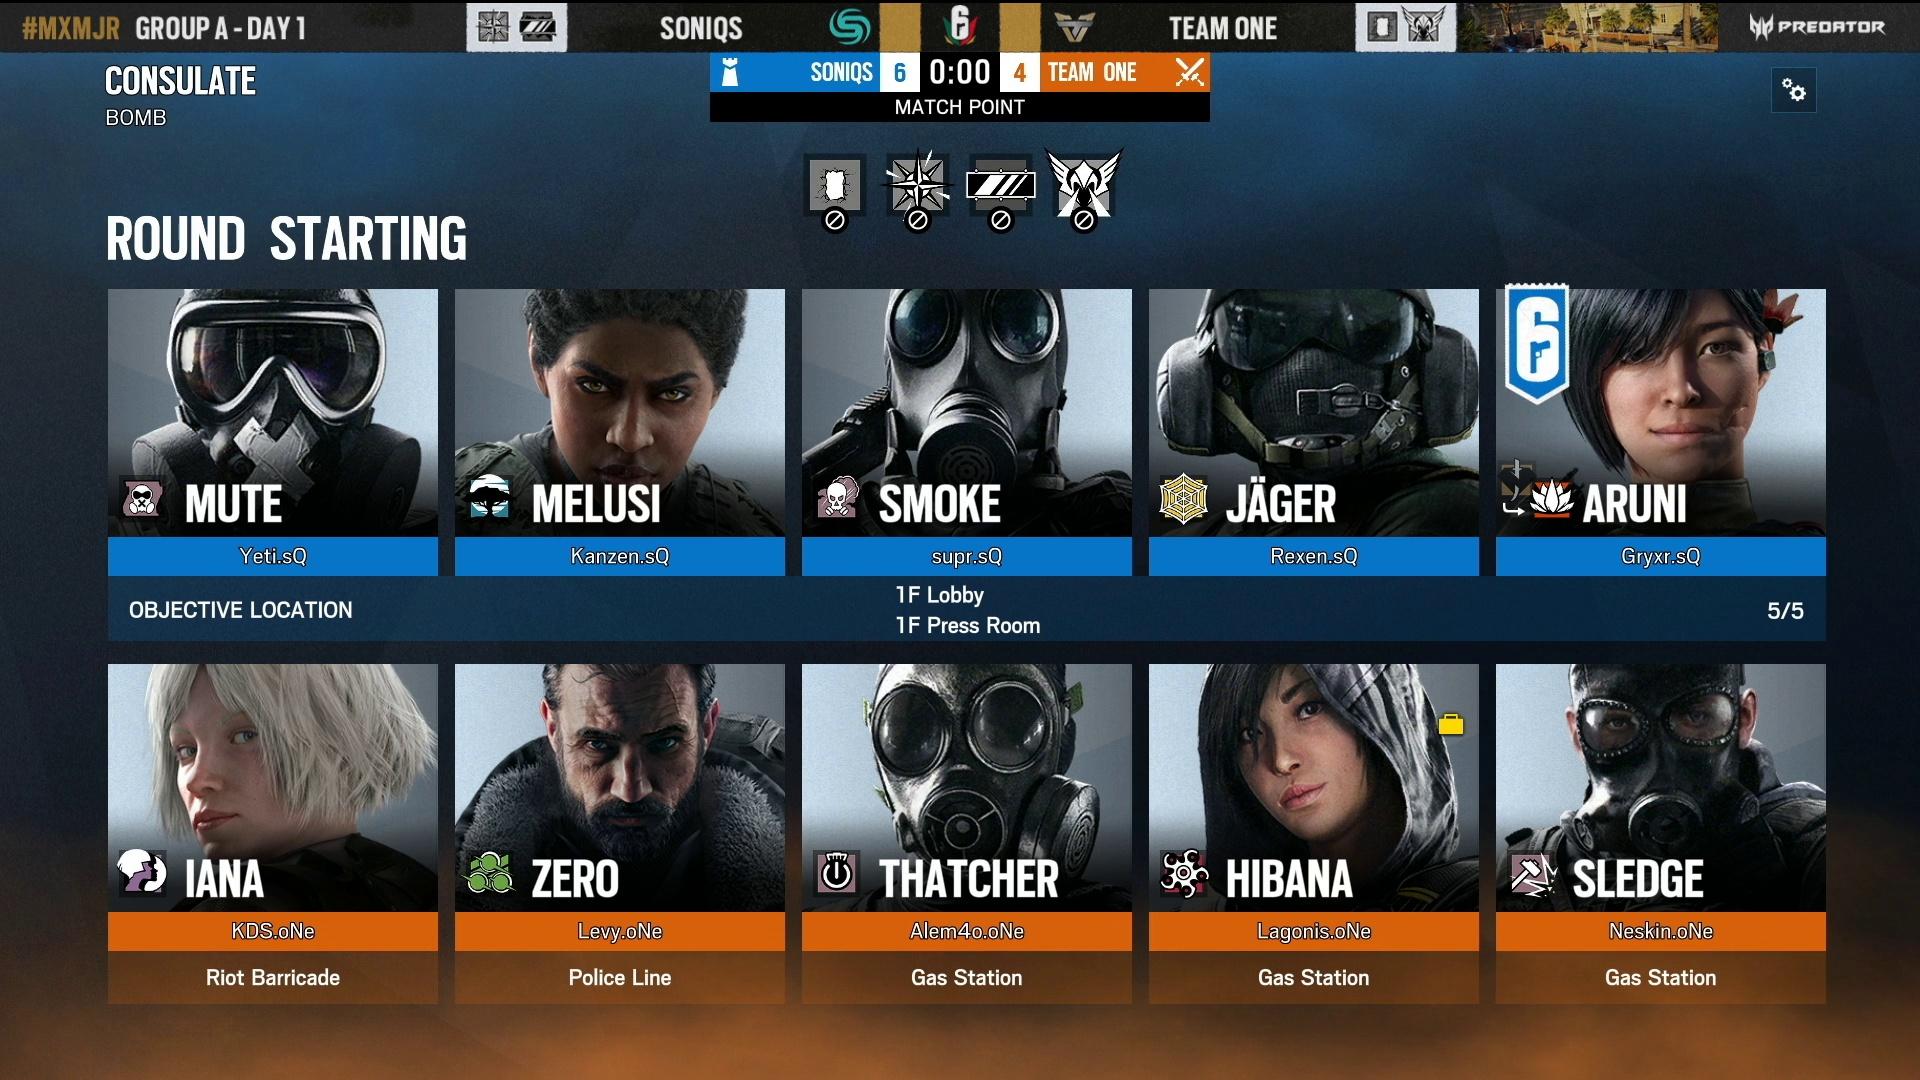 #MXMJR GROUP A - DAY 1
SONIQS
6
TEAM ONE
PREDATOR
CONSULATE
BOMB
SONIQS 6 0:00 4 TEAM ONE
MATCH POINT
ROUND STARTING
6
MUTE
MELUSI
SMOKE
JÄGER
ARUNI
Yeti.sQ
Kanzen.sQ
supr.sQ
Rexen.sQ
Gryxr.sQ
OBJECTIVE LOCATION
1F Lobby
1F Press Room
5/5
IANA
ZERO
THATCHER
HIBANA
SLEDGE
KDS.oNe
Levy.oNe
Alem4o.oNe
Lagonis.oNe
Neskin.oNe
Riot Barricade
Police Line
Gas Station
Gas Station
Gas Station